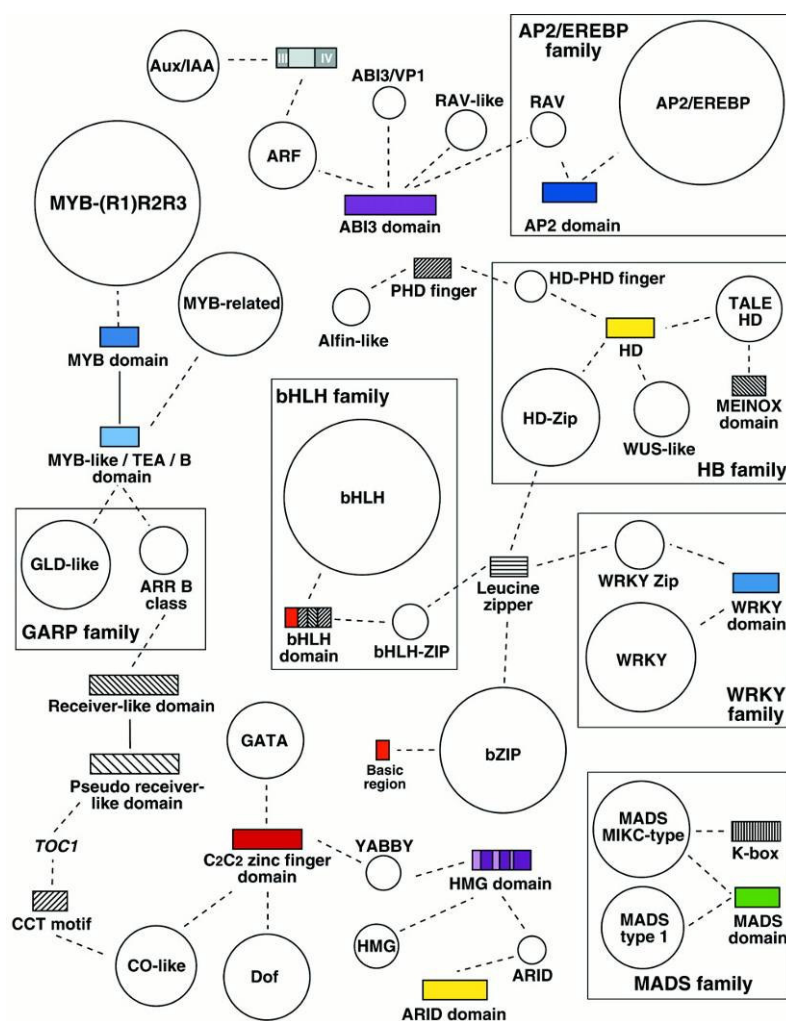 AP2/EREBP
family
Aux/IAA
III
IV
ABI3/VP1
RAV-like
RAV
AP2/EREBP
ARF
MYB-(R1)R2R3
ABI3 domain
AP2 domain
MYB-related
PHD finger
HD-PHD finger
TALE
HD
Alfin-like
MYB domain
HD
bHLH family
HD-Zip
MEINOX
domain
WUS-like
HB family
MYB-like / TEA / B
domain
bHLH
GLD-like
ARR B
class
GARP family
Leucine
zipper
WRKY Zip
WRKY
domain
bHLH
domain
bHLH-ZIP
WRKY
WRKY
family
Receiver-like domain
GATA
bZIP
Basic
region
Pseudo receiver-
like domain
MADS
MIKC-type
K-box
TOC1
C2C2 zinc finger
domain
YABBY
HMG domain
CCT motif
MADS
type 1
MADS
domain
HMG
CO-like
Dof
ARID
MADS family
ARID domain